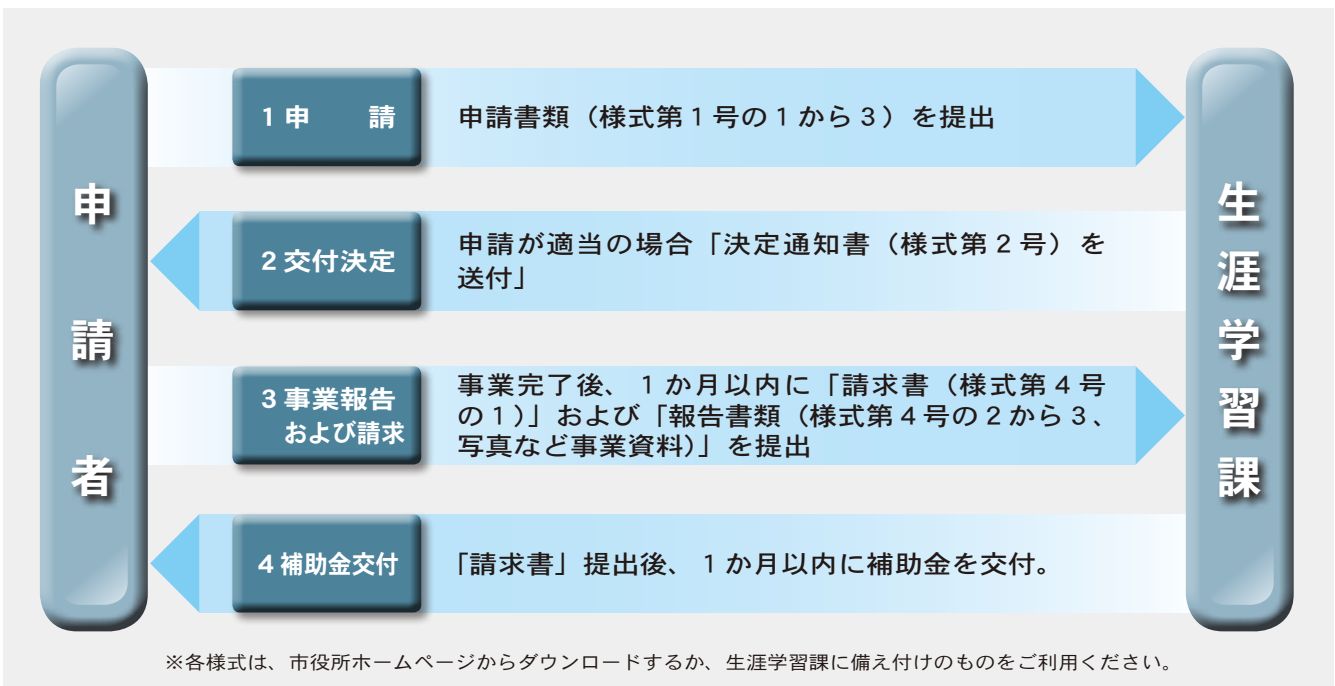 申請者
1 申　　請
申請書類（様式第１号の１から３）を提出
2 交付決定
申請が適当の場合「決定通知書（様式第２号）を
送付」
3 事業報告
および請求
事業完了後、１か月以内に「請求書（様式第４号
の１）」および「報告書類（様式第４号の２から３、
写真など事業資料）」を提出
4 補助金交付
「請求書」提出後、１か月以内に補助金を交付。
生涯学習課
※各様式は、市役所ホームページからダウンロードするか、生涯学習課に備え付けのものをご利用ください。